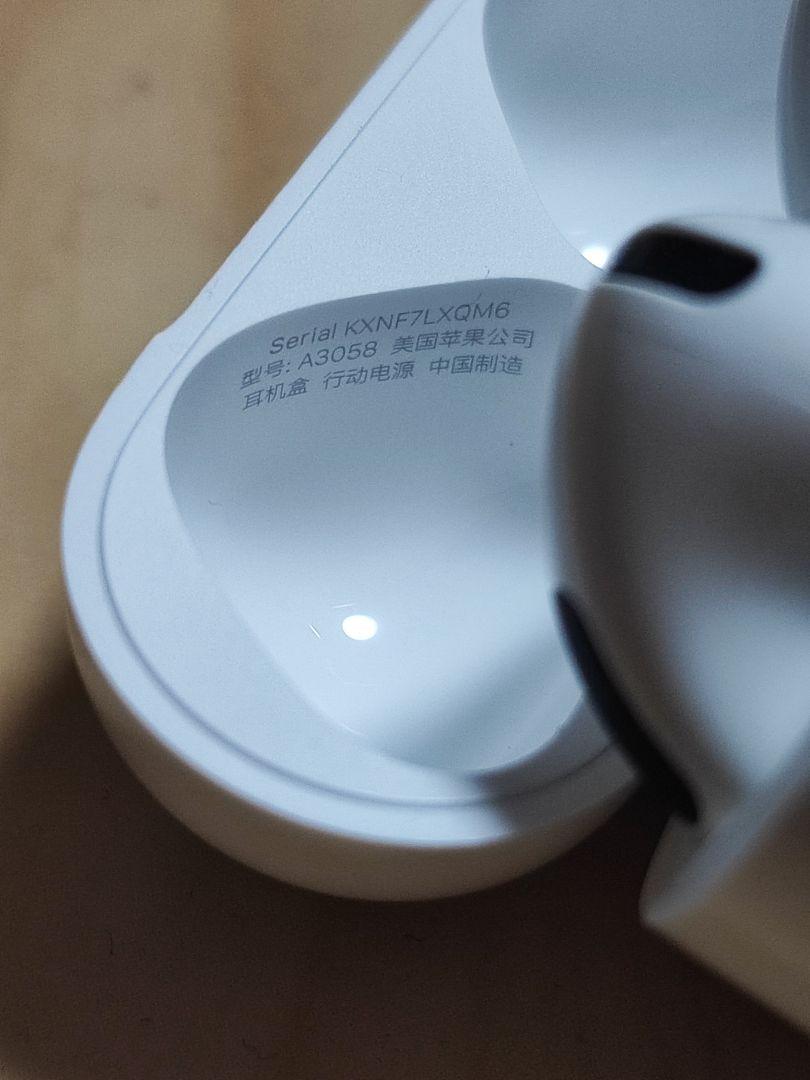 Serial KXNF7LXQM6
型号: A3058 美国苹果公司
耳机盒 行动电源 中国制造